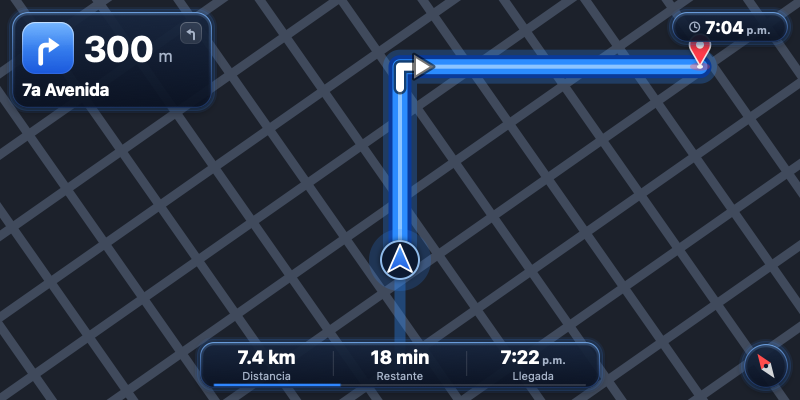 300 m
7a Avenida
7:04 p.m.
7.4 km
Distancia
18 min
Restante
7:22 p.m.
Llegada